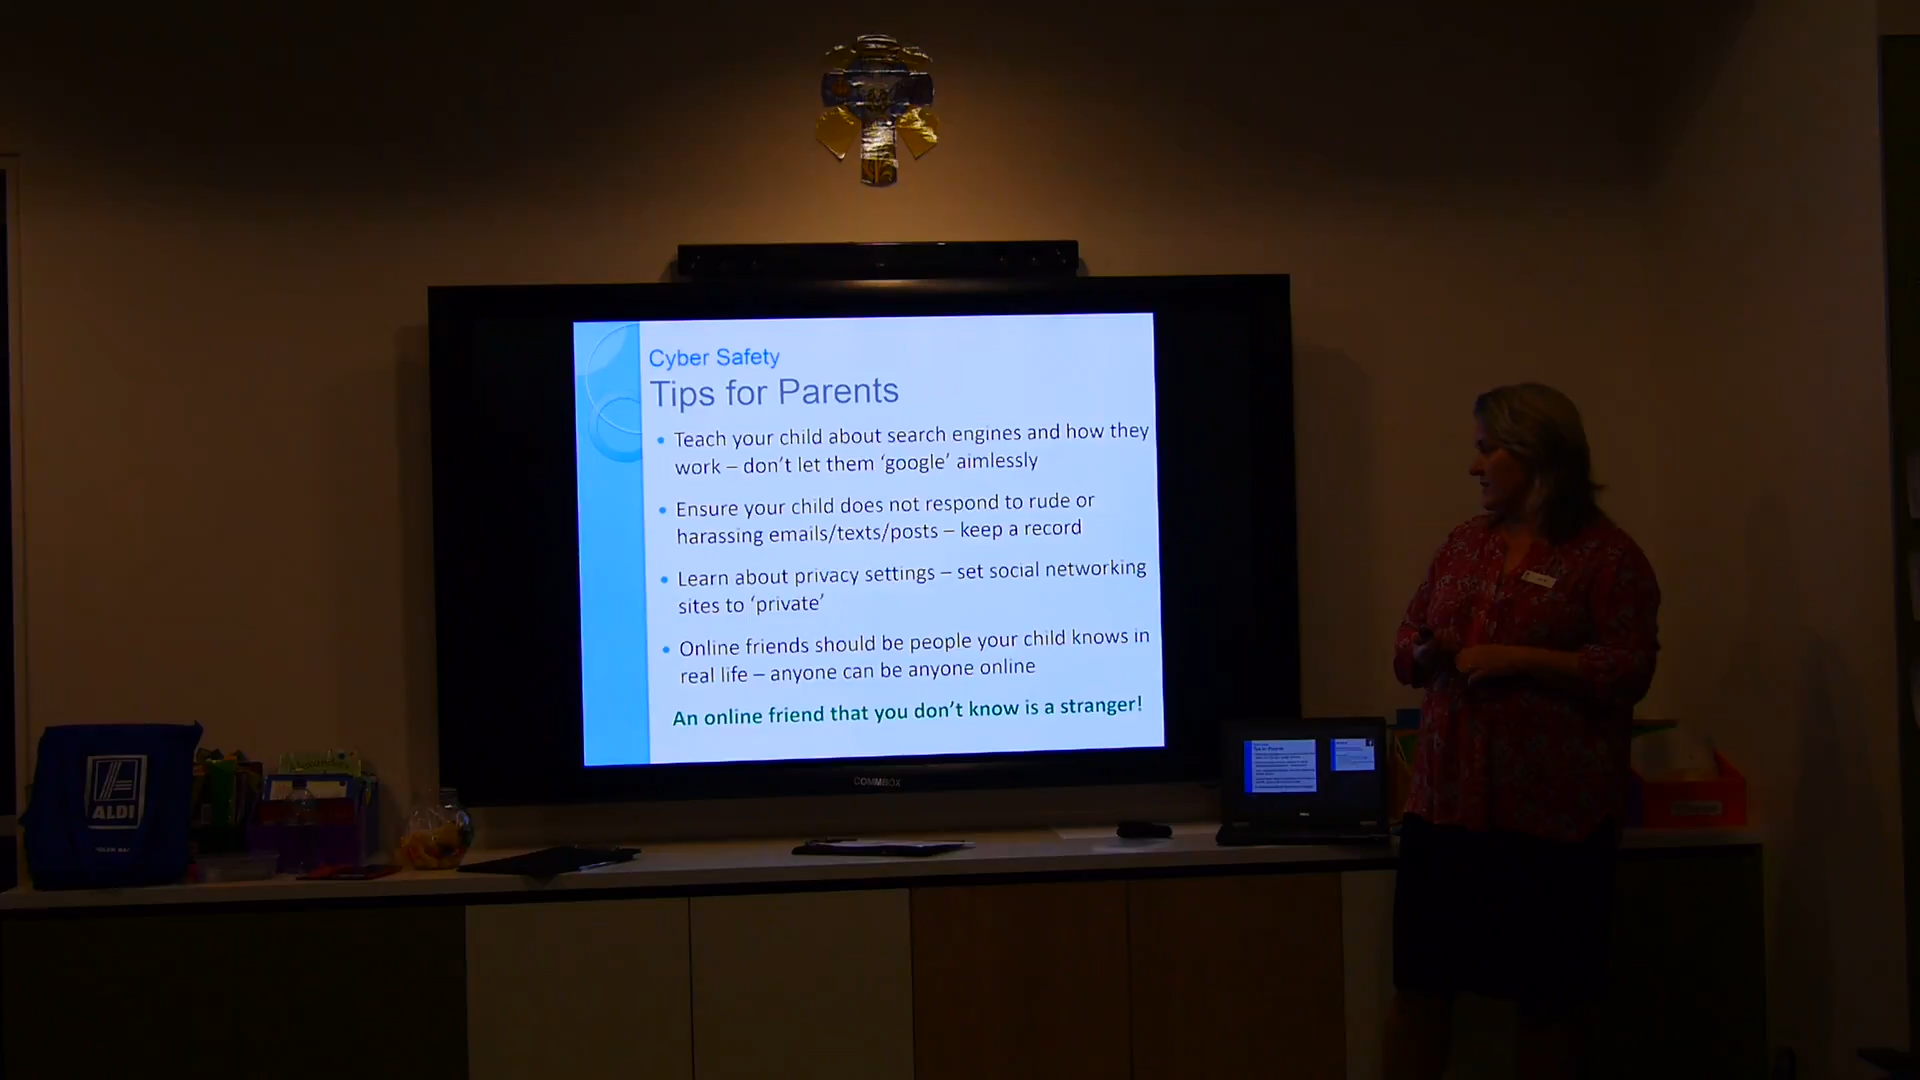 Cyber Safety
Tips for Parents
• Teach your child about search engines and how they
work – don't let them 'google' aimlessly
• Ensure your child does not respond to rude or
harassing emails/texts/posts – keep a record
• Learn about privacy settings – set social networking
sites to 'private'
• Online friends should be people your child knows in
real life – anyone can be anyone online
An online friend that you don't know is a stranger!
COMMBOX
ALDI
Tips for Parents